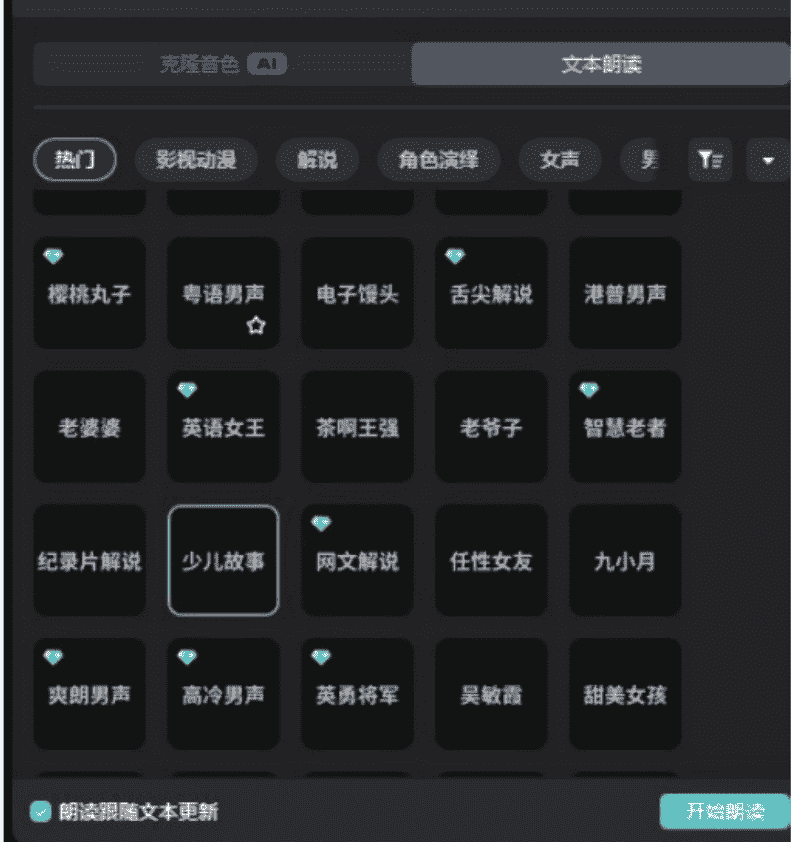 克隆音色 AI 文本朗读
热门 影视动漫 解说 角色演绎 女声 男
樱桃丸子 粤语男声 电子馒头 舌尖解说 港普男声
老婆婆 英语女王 茶啊王强 老爷子 智慧老者
纪录片解说 少儿故事 网文解说 任性女友 九小月
爽朗男声 高冷男声 英勇将军 吴敏霞 甜美女孩
朗读跟随文本更新 开始朗读